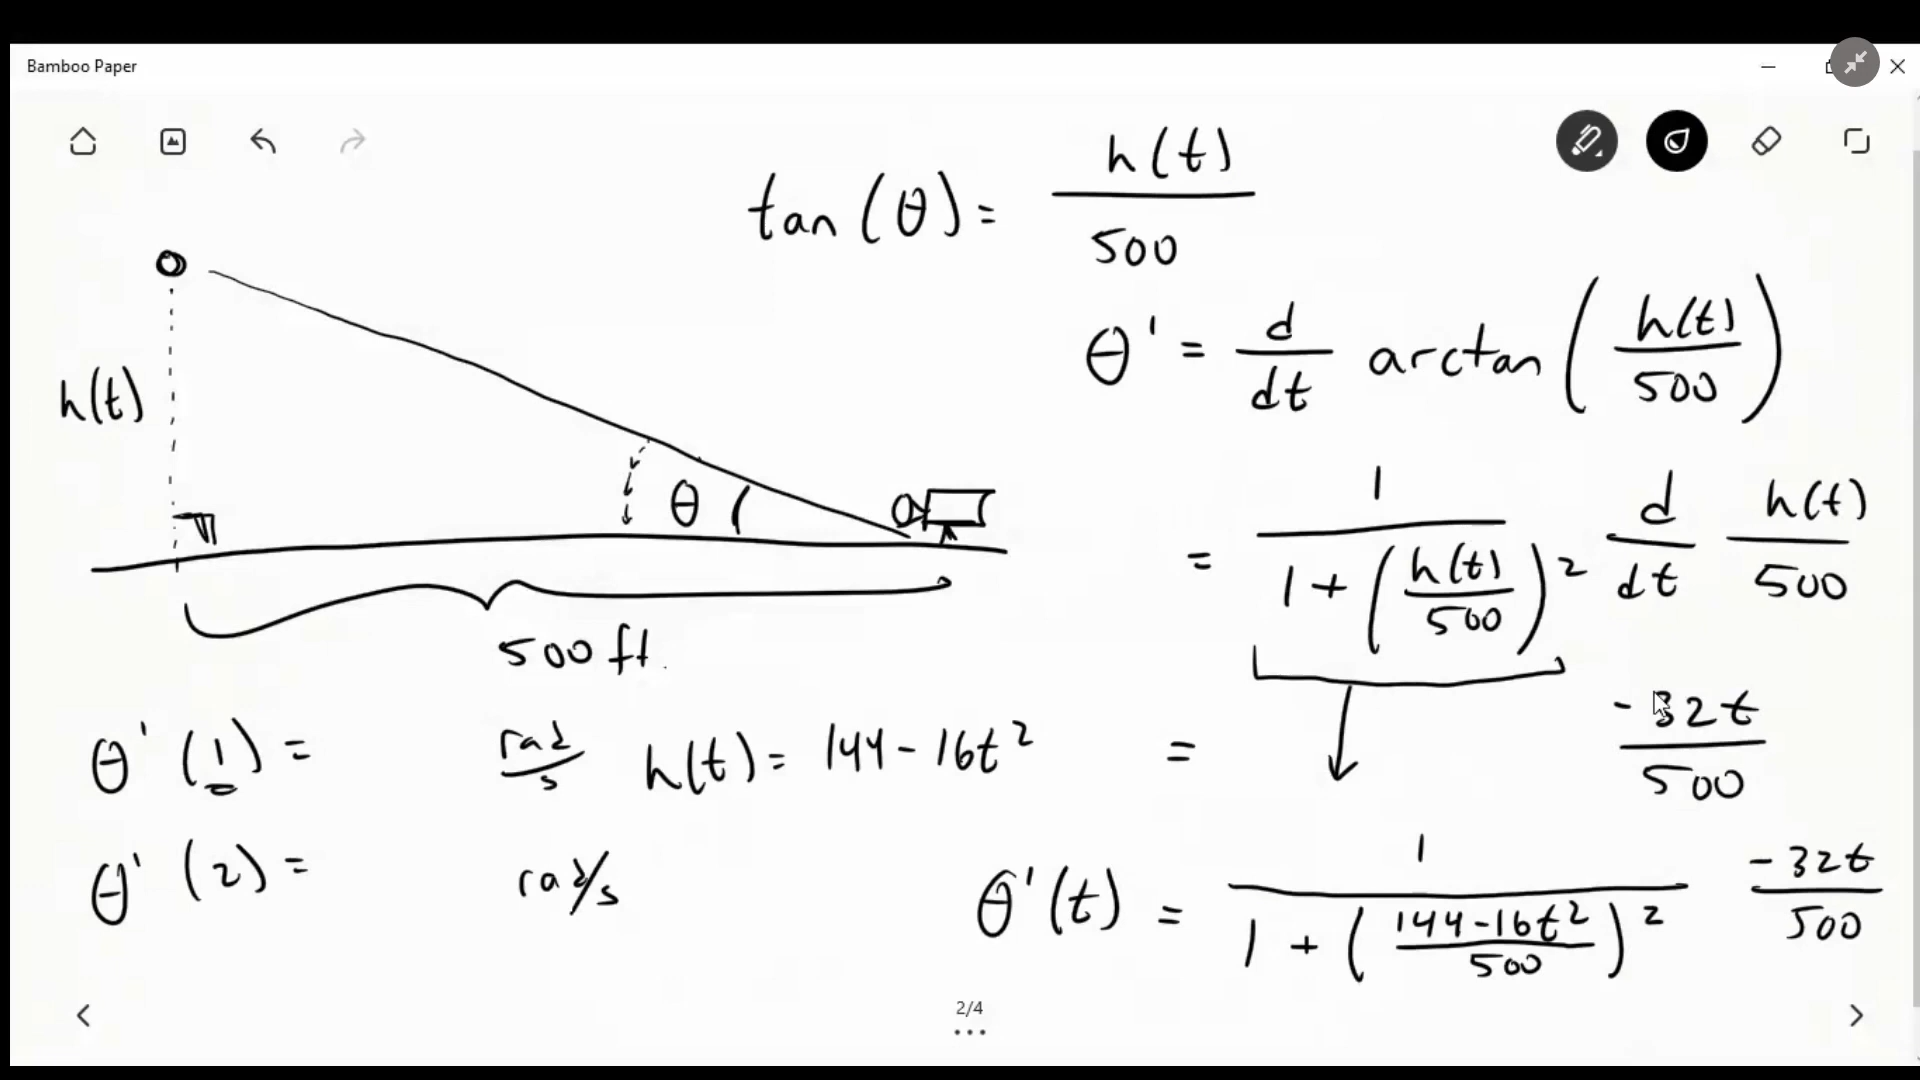 Bamboo Paper
tan(θ) = h(t)/500
θ' = d/dt arctan(h(t)/500)
h(t)
θ
= 1/(1+(h(t)/500)²) d/dt h(t)/500
500 ft.
= -32t/500
θ'(1) = rad/s
h(t) = 144-16t²
θ'(2) = rad/s
θ'(t) = 1/(1+((144-16t²)/500)²) -32t/500
2/4